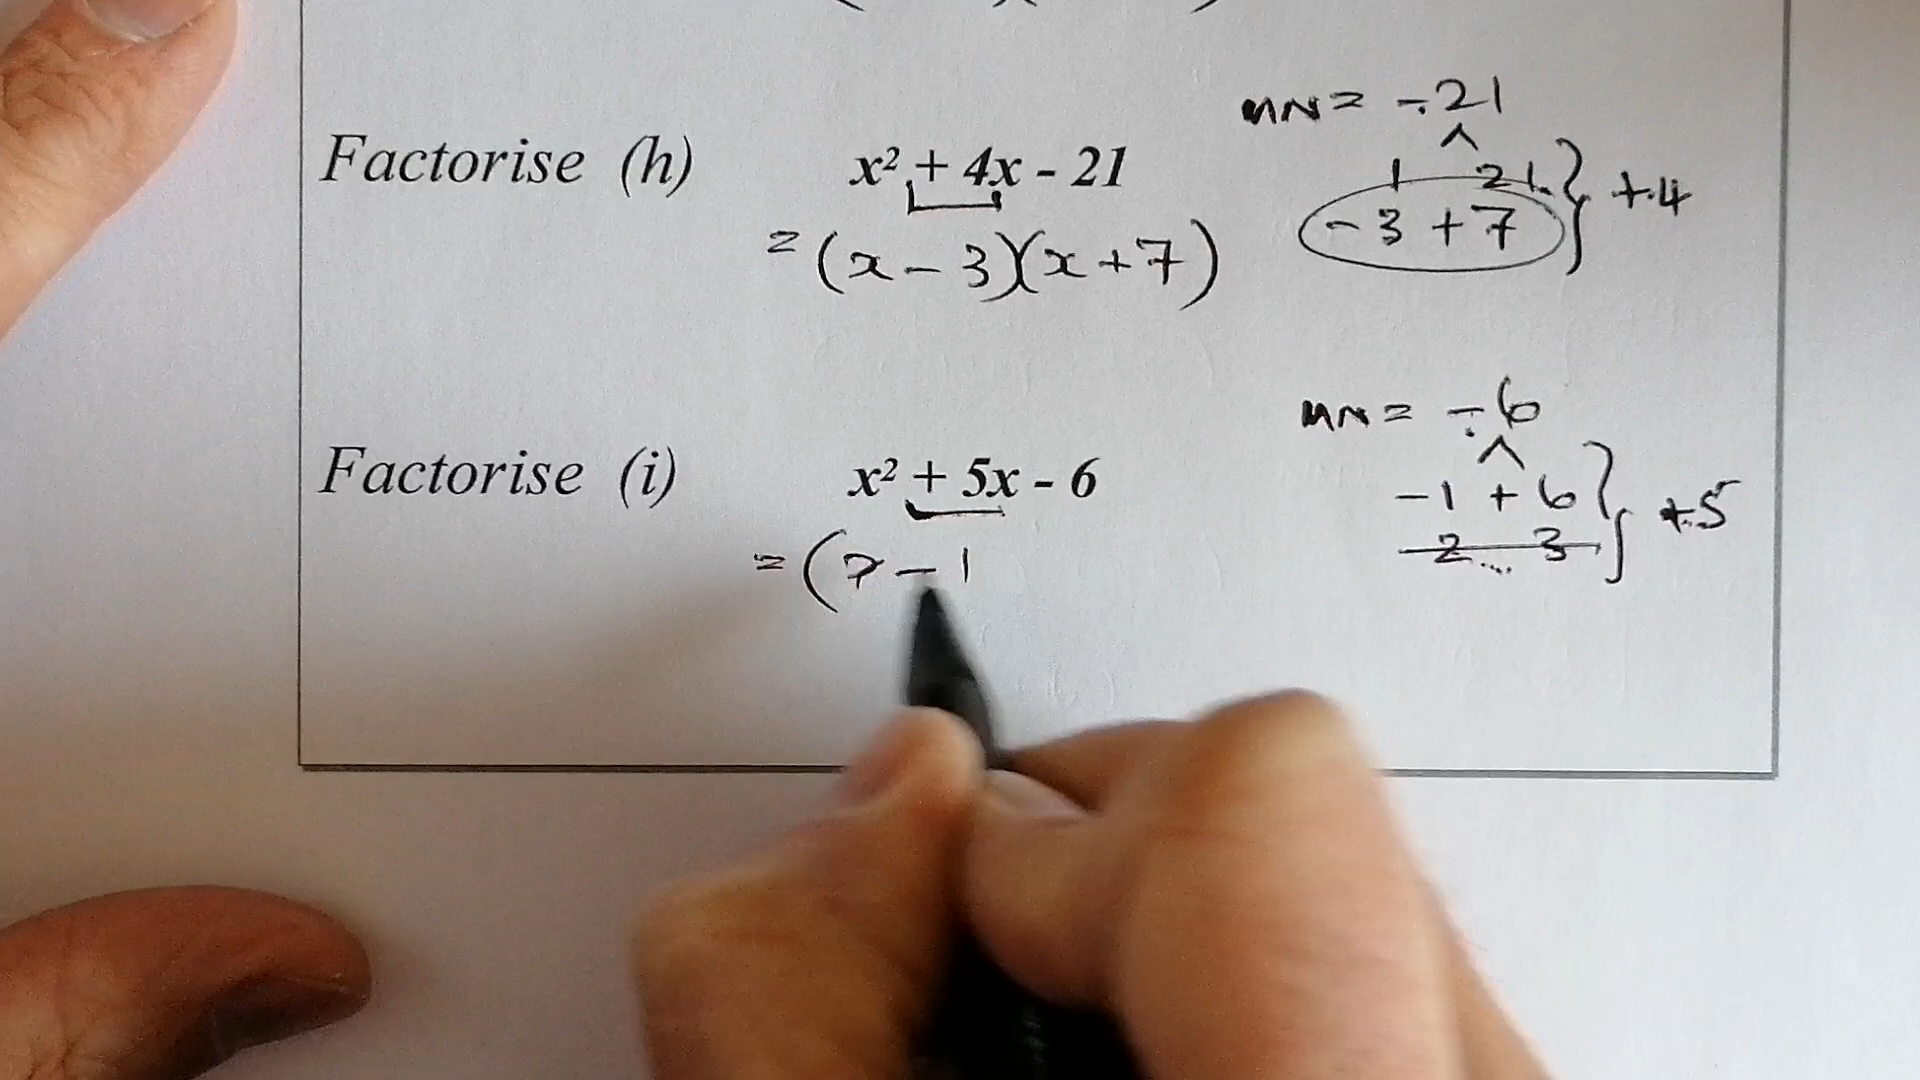 MN = -21
Factorise (h) x² + 4x - 21
1 21 } +4
= (x - 3)(x + 7)
-3 +7
MN = -6
Factorise (i) x² + 5x - 6
-1 + 6 } +5
2 3
= (x - 1